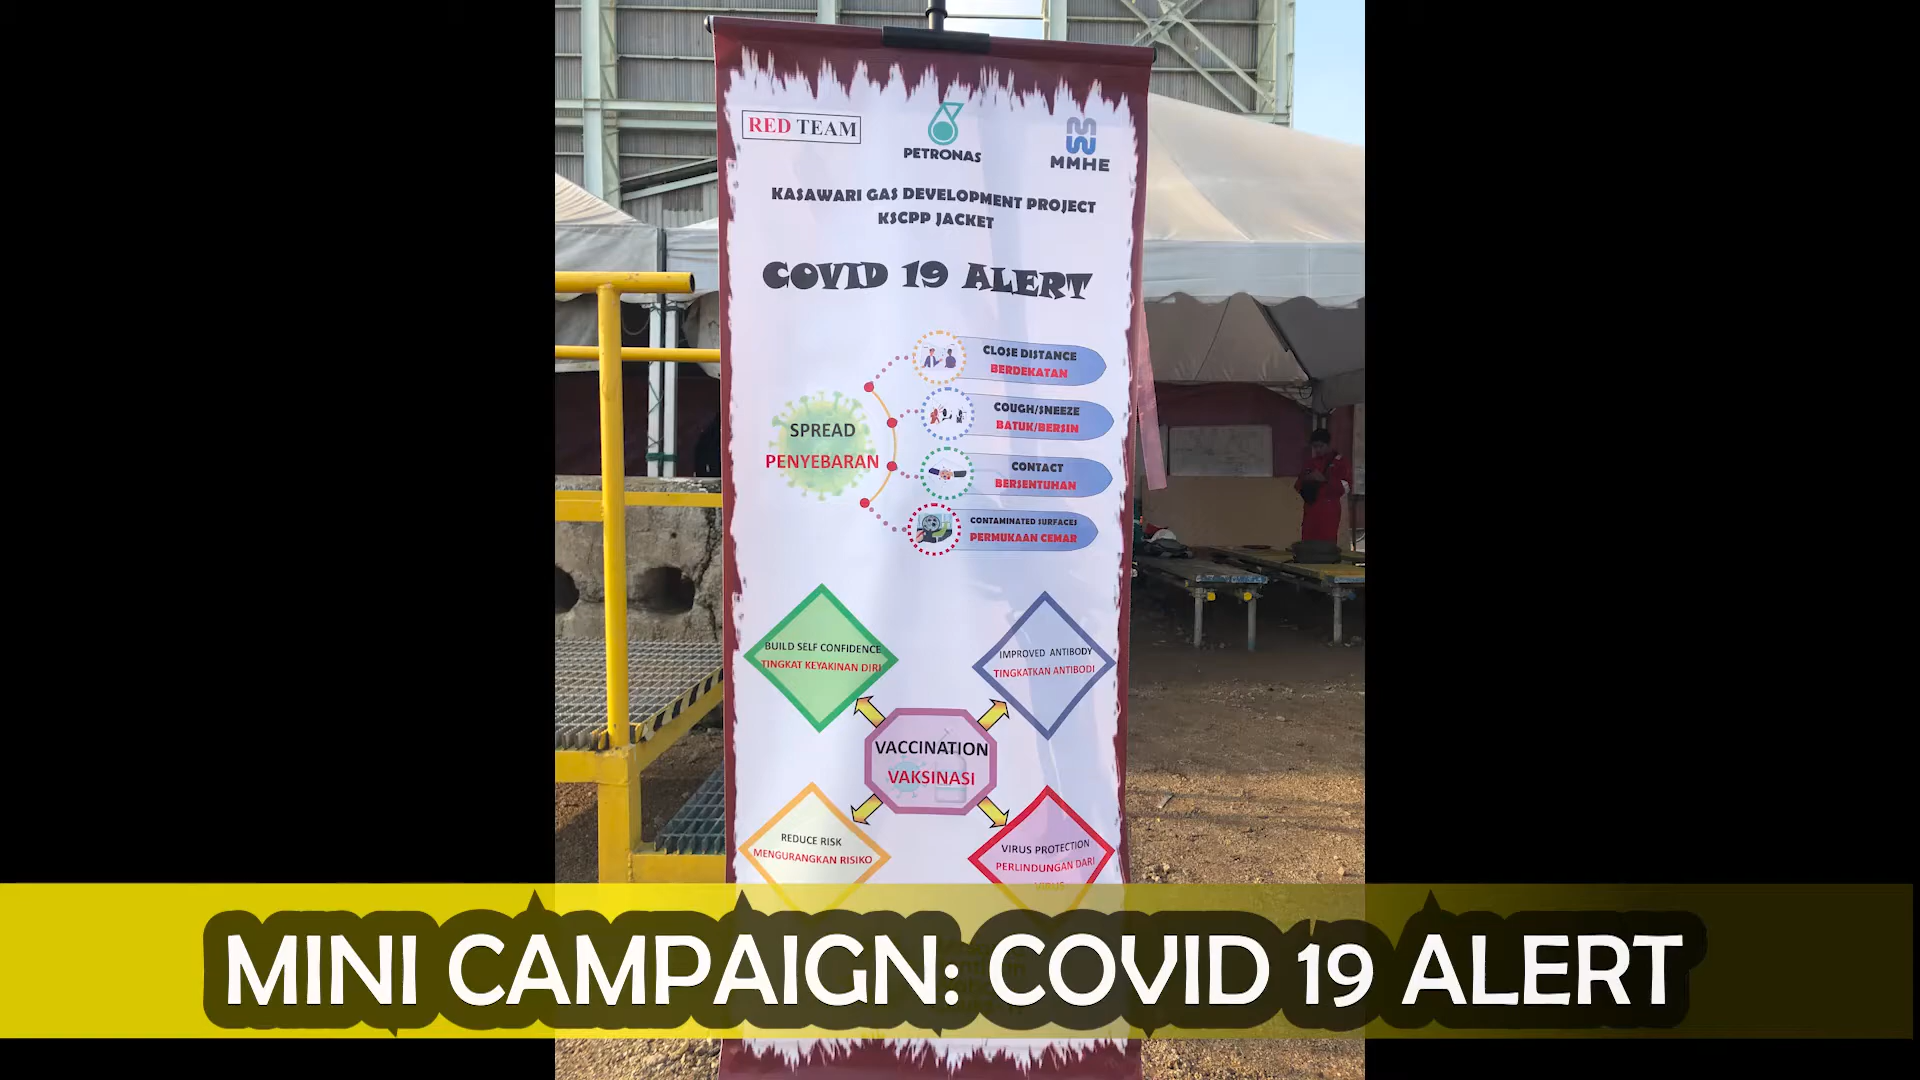 RED TEAM
PETRONAS
MMHE
KASAWARI GAS DEVELOPMENT PROJECT
KSCPP JACKET
COVID 19 ALERT
CLOSE DISTANCE
BERDEKATAN
COUGH/SNEEZE
BATUK/BERSIN
SPREAD
PENYEBARAN
CONTACT
BERSENTUHAN
CONTAMINATED SURFACES
PERMUKAAN CEMAR
BUILD SELF CONFIDENCE
TINGKAT KEYAKINAN DIRI
IMPROVED ANTIBODY
TINGKATKAN ANTIBODI
VACCINATION
VAKSINASI
REDUCE RISK
MENGURANGKAN RISIKO
VIRUS PROTECTION
PERLINDUNGAN DARI
VIRUS
MINI CAMPAIGN: COVID 19 ALERT